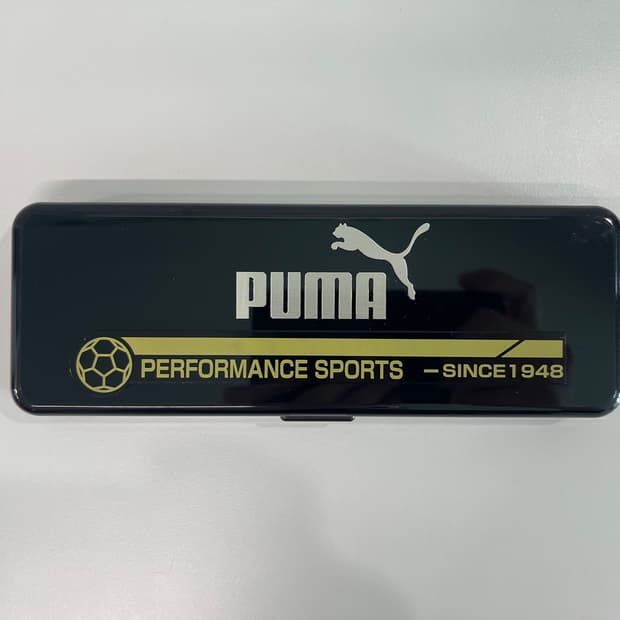 PUMA
PERFORMANCE SPORTS —SINCE1948